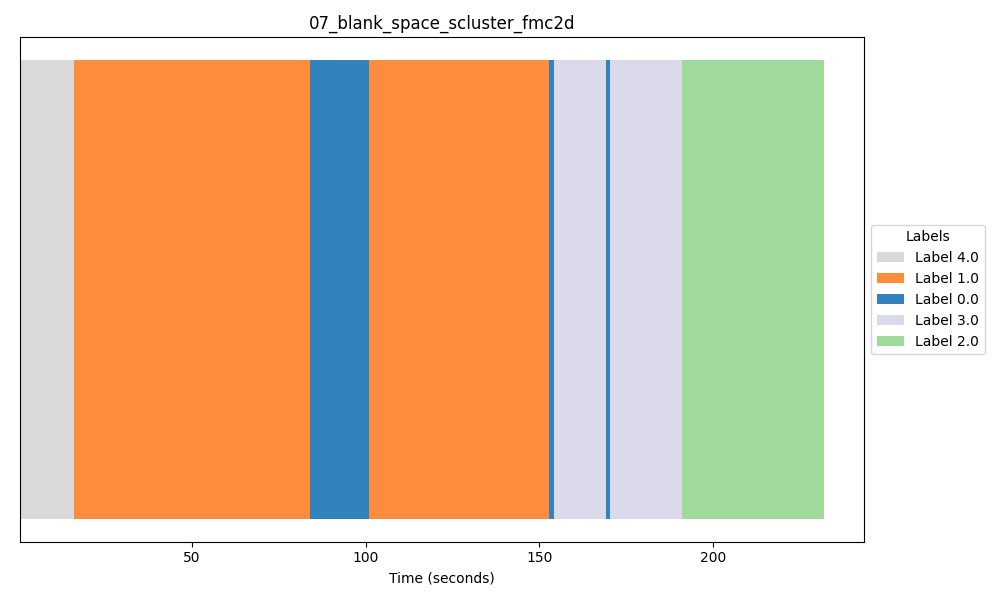 07_blank_space_scluster_fmc2d
Labels
Label 4.0
Label 1.0
Label 0.0
Label 3.0
Label 2.0
50
100
150
200
Time (seconds)